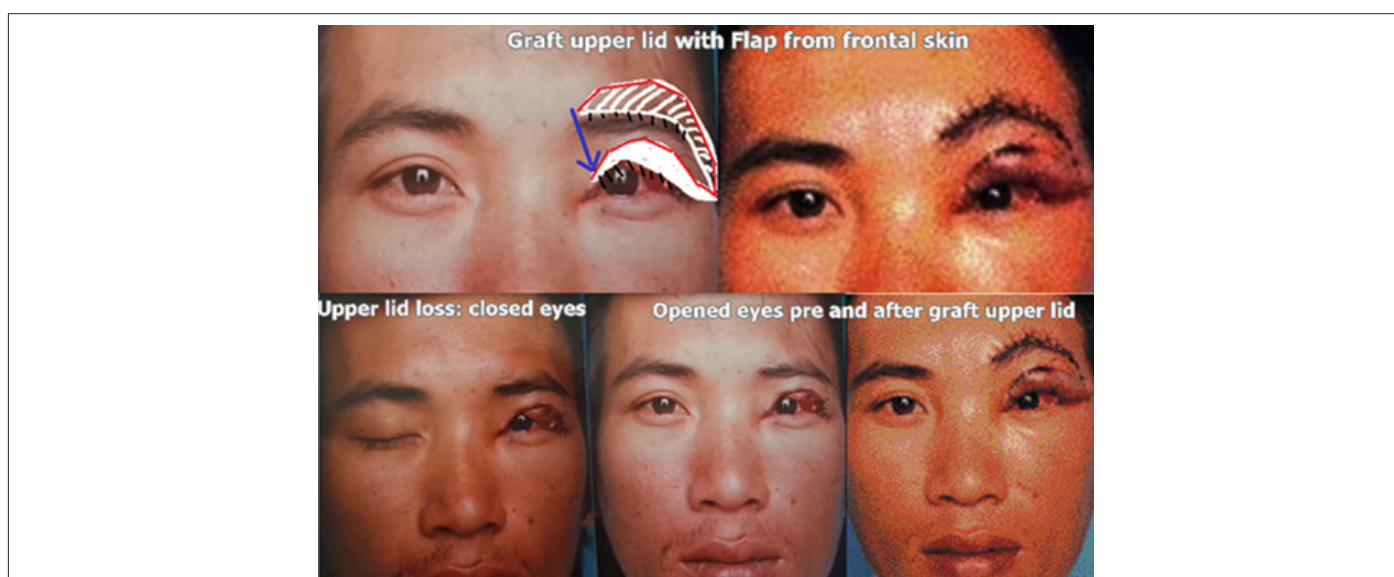 Graft upper lid with Flap from frontal skin
Upper lid loss: closed eyes
Opened eyes pre and after graft upper lid